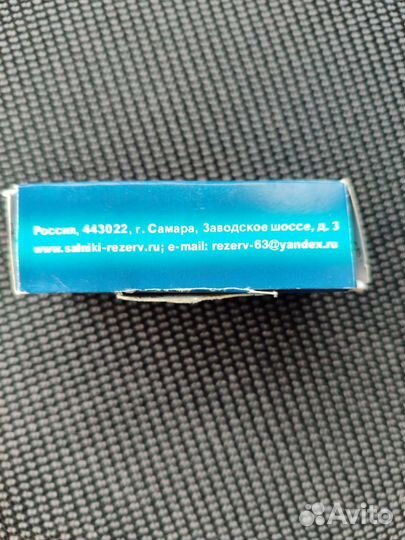 Россия, 443022, г. Самара, Заводское шоссе, д. 3
www.salniki-rezerv.ru; e-mail: rezerv-63@yandex.ru
Avito